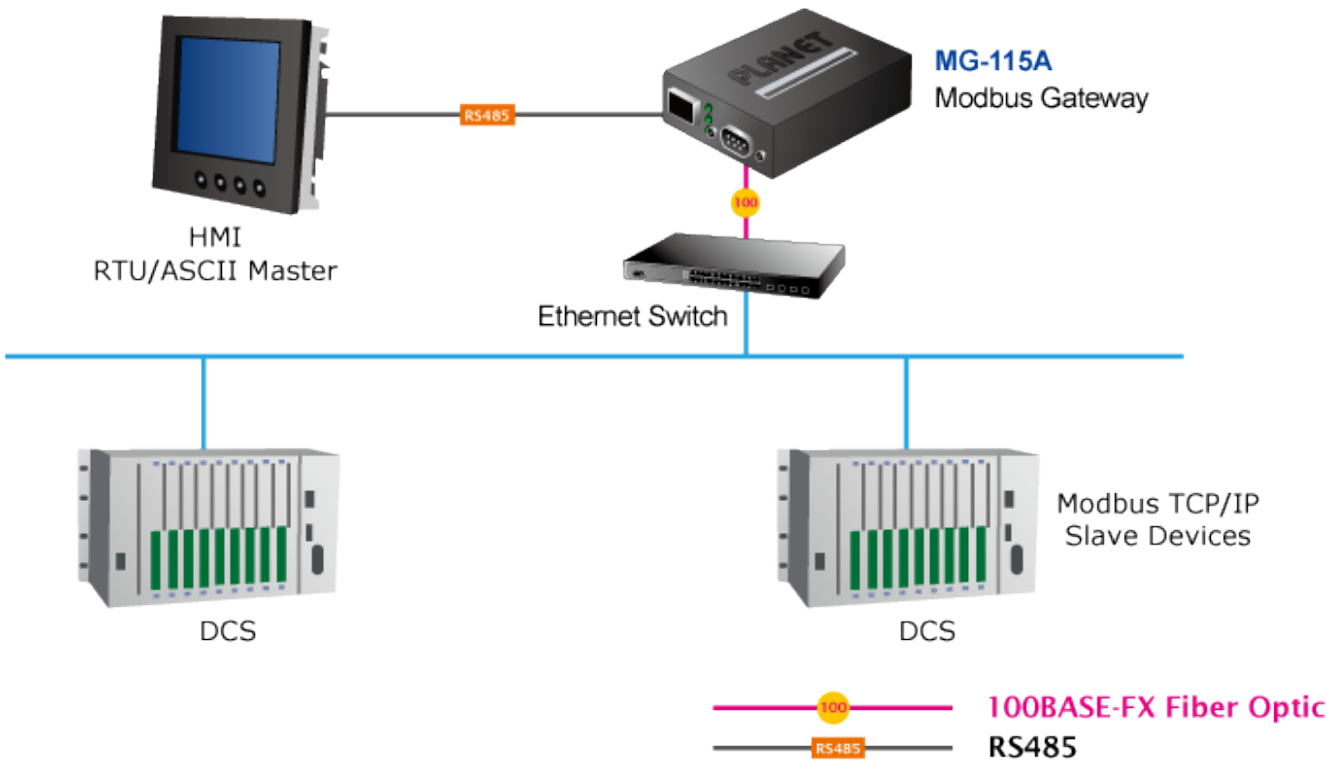 PLANET
MG-115A
Modbus Gateway
RS485
100
HMI
RTU/ASCII Master
Ethernet Switch
Modbus TCP/IP
Slave Devices
DCS
DCS
100
100BASE-FX Fiber Optic
RS485
RS485